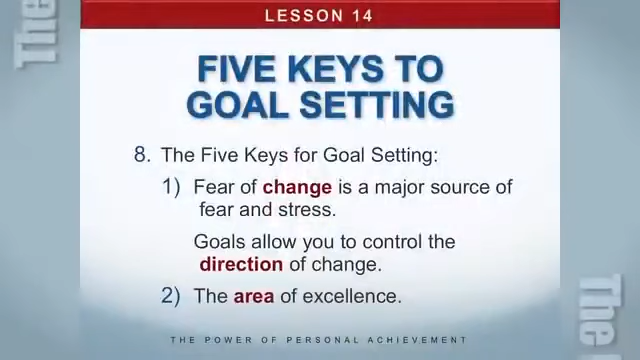 LESSON 14
FIVE KEYS TO
GOAL SETTING
8. The Five Keys for Goal Setting:
1) Fear of change is a major source of
fear and stress.
Goals allow you to control the
direction of change.
2) The area of excellence.
THE POWER OF PERSONAL ACHIEVEMENT
The
The